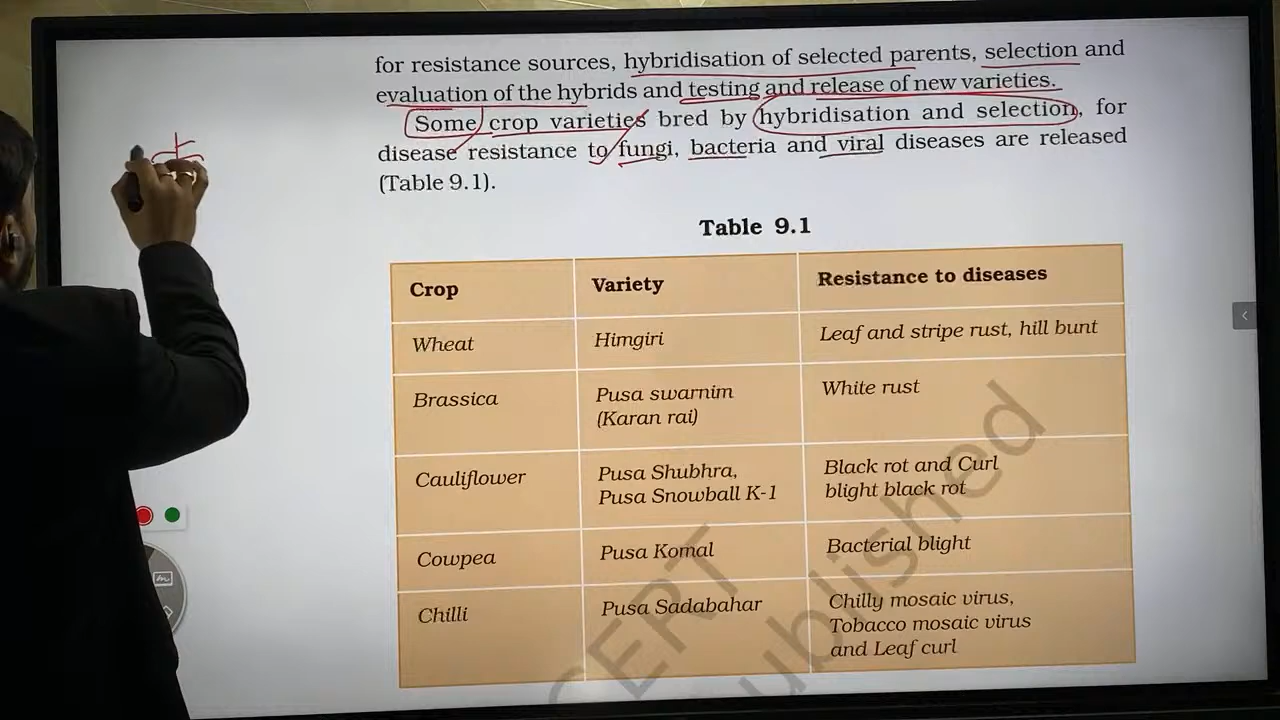 for resistance sources, hybridisation of selected parents, selection and
evaluation of the hybrids and testing and release of new varieties.
Some crop varieties bred by hybridisation and selection, for
disease resistance to fungi, bacteria and viral diseases are released
(Table 9.1).
Table 9.1
Crop Variety Resistance to diseases
Wheat Himgiri Leaf and stripe rust, hill bunt
Brassica Pusa swarnim White rust
(Karan rai)
Cauliflower Pusa Shubhra, Black rot and Curl
Pusa Snowball K-1 blight black rot
Cowpea Pusa Komal Bacterial blight
Chilli Pusa Sadabahar Chilly mosaic virus,
Tobacco mosaic virus
and Leaf curl